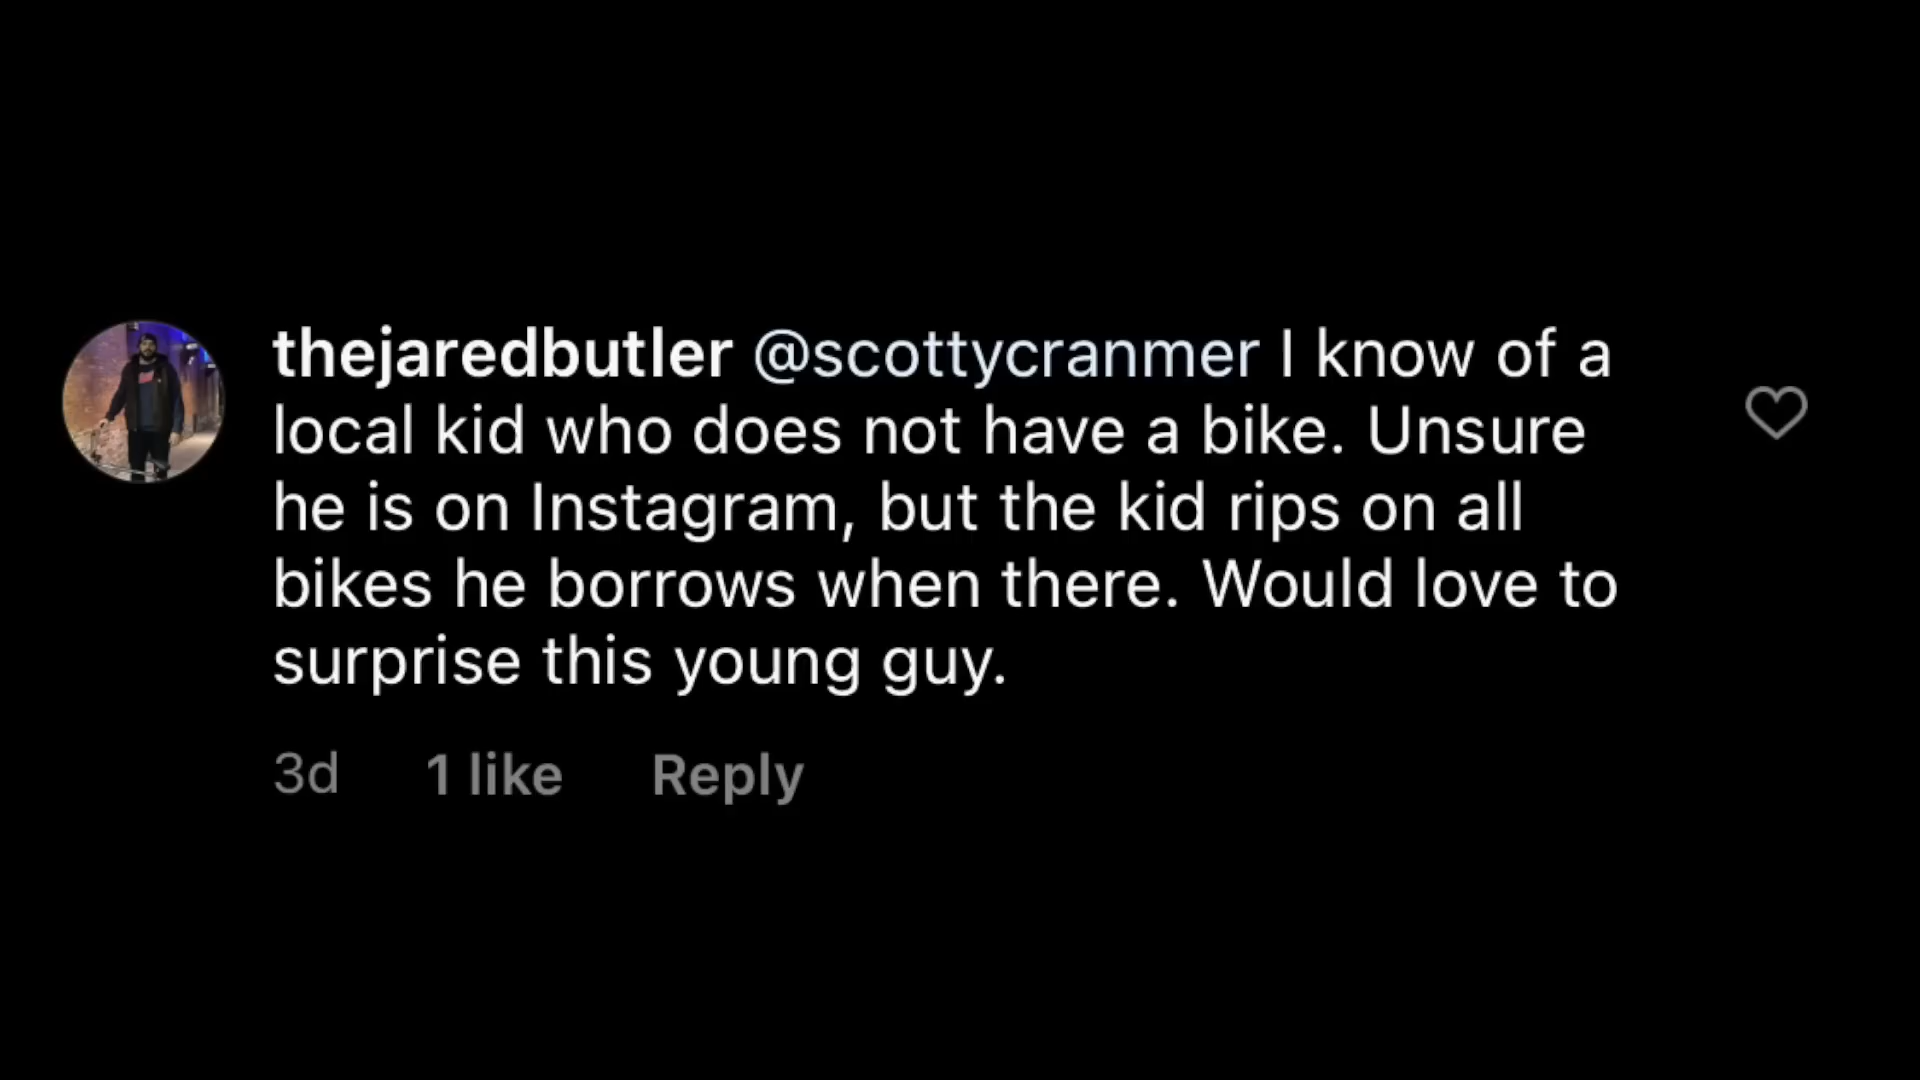 thejaredbutler @scottycranmer I know of a
local kid who does not have a bike. Unsure
he is on Instagram, but the kid rips on all
bikes he borrows when there. Would love to
surprise this young guy.
3d 1 like Reply